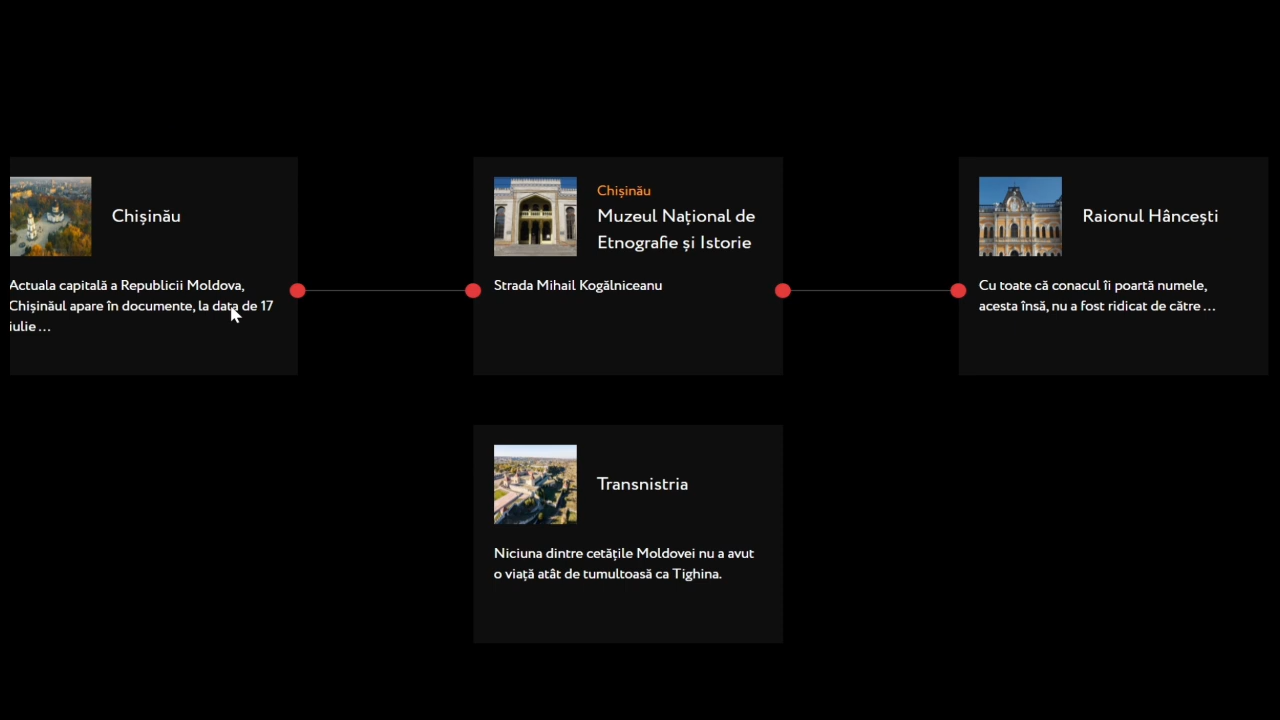 Chișinău
Actuala capitală a Republicii Moldova,
Chișinăul apare în documente, la data de 17
iulie ...
Chișinău
Muzeul Național de
Etnografie și Istorie
Strada Mihail Kogălniceanu
Raionul Hâncești
Cu toate că conacul îi poartă numele,
acesta însă, nu a fost ridicat de către ...
Transnistria
Niciuna dintre cetățile Moldovei nu a avut
o viață atât de tumultoasă ca Tighina.